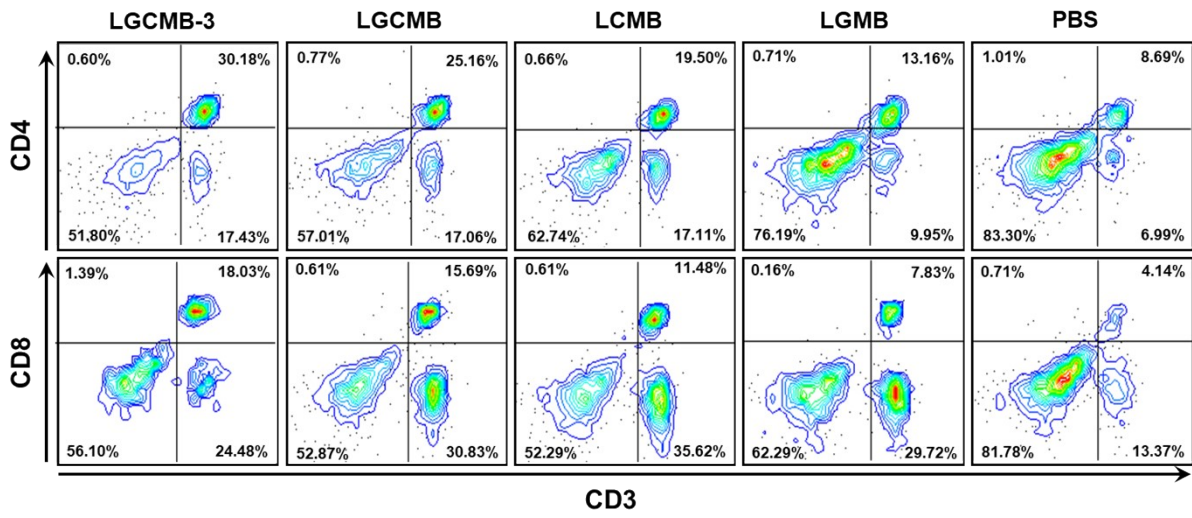 LGCMB-3 LGCMB LCMB LGMB PBS
CD4
0.60% 30.18% 0.77% 25.16% 0.66% 19.50% 0.71% 13.16% 1.01% 8.69%
51.80% 17.43% 57.01% 17.06% 62.74% 17.11% 76.19% 9.95% 83.30% 6.99%
CD8
1.39% 18.03% 0.61% 15.69% 0.61% 11.48% 0.16% 7.83% 0.71% 4.14%
56.10% 24.48% 52.87% 30.83% 52.29% 35.62% 62.29% 29.72% 81.78% 13.37%
CD3